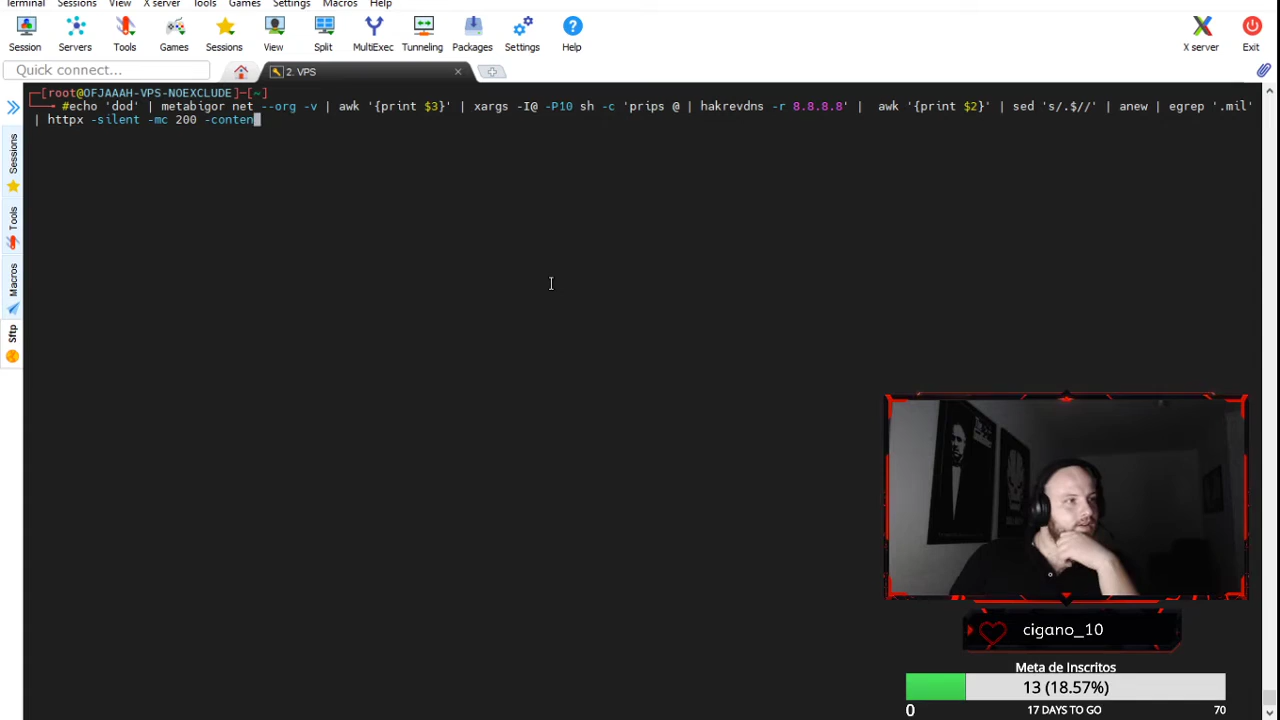 Terminal Sessions View X server Tools Games Settings Macros Help
Session Servers Tools Games Sessions View Split MultiExec Tunneling Packages Settings Help X server Exit
Quick connect... 2. VPS
[root@OFJAAAH-VPS-NOEXCLUDE]-[~]
#echo 'dod' | metabigor net --org -v | awk '{print $3}' | xargs -I@ -P10 sh -c 'prips @ | hakrevdns -r 8.8.8.8' | awk '{print $2}' | sed 's/.$//' | anew | egrep '.mil'
| httpx -silent -mc 200 -conten
Sessions
Tools
Macros
Sftp
cigano_10
Meta de Inscritos
13 (18.57%)
0 17 DAYS TO GO 70